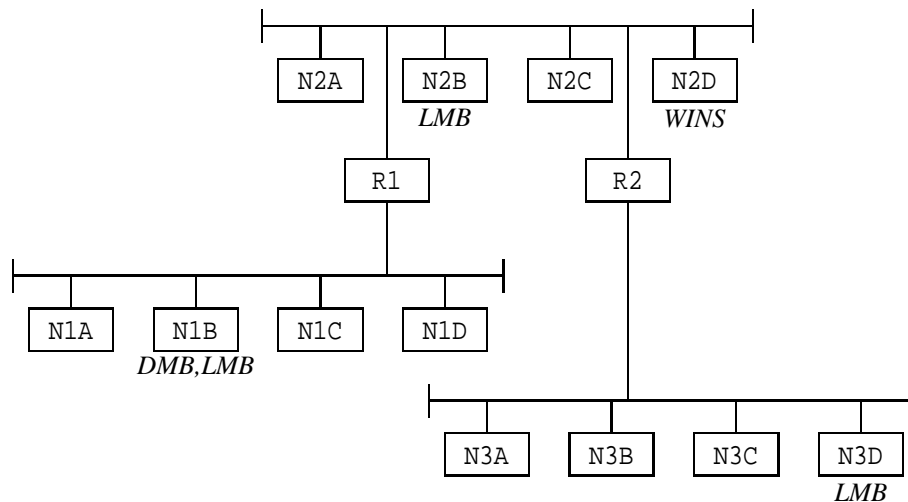 N2A N2B N2C N2D
LMB WINS
R1 R2
N1A N1B N1C N1D
DMB,LMB
N3A N3B N3C N3D
LMB